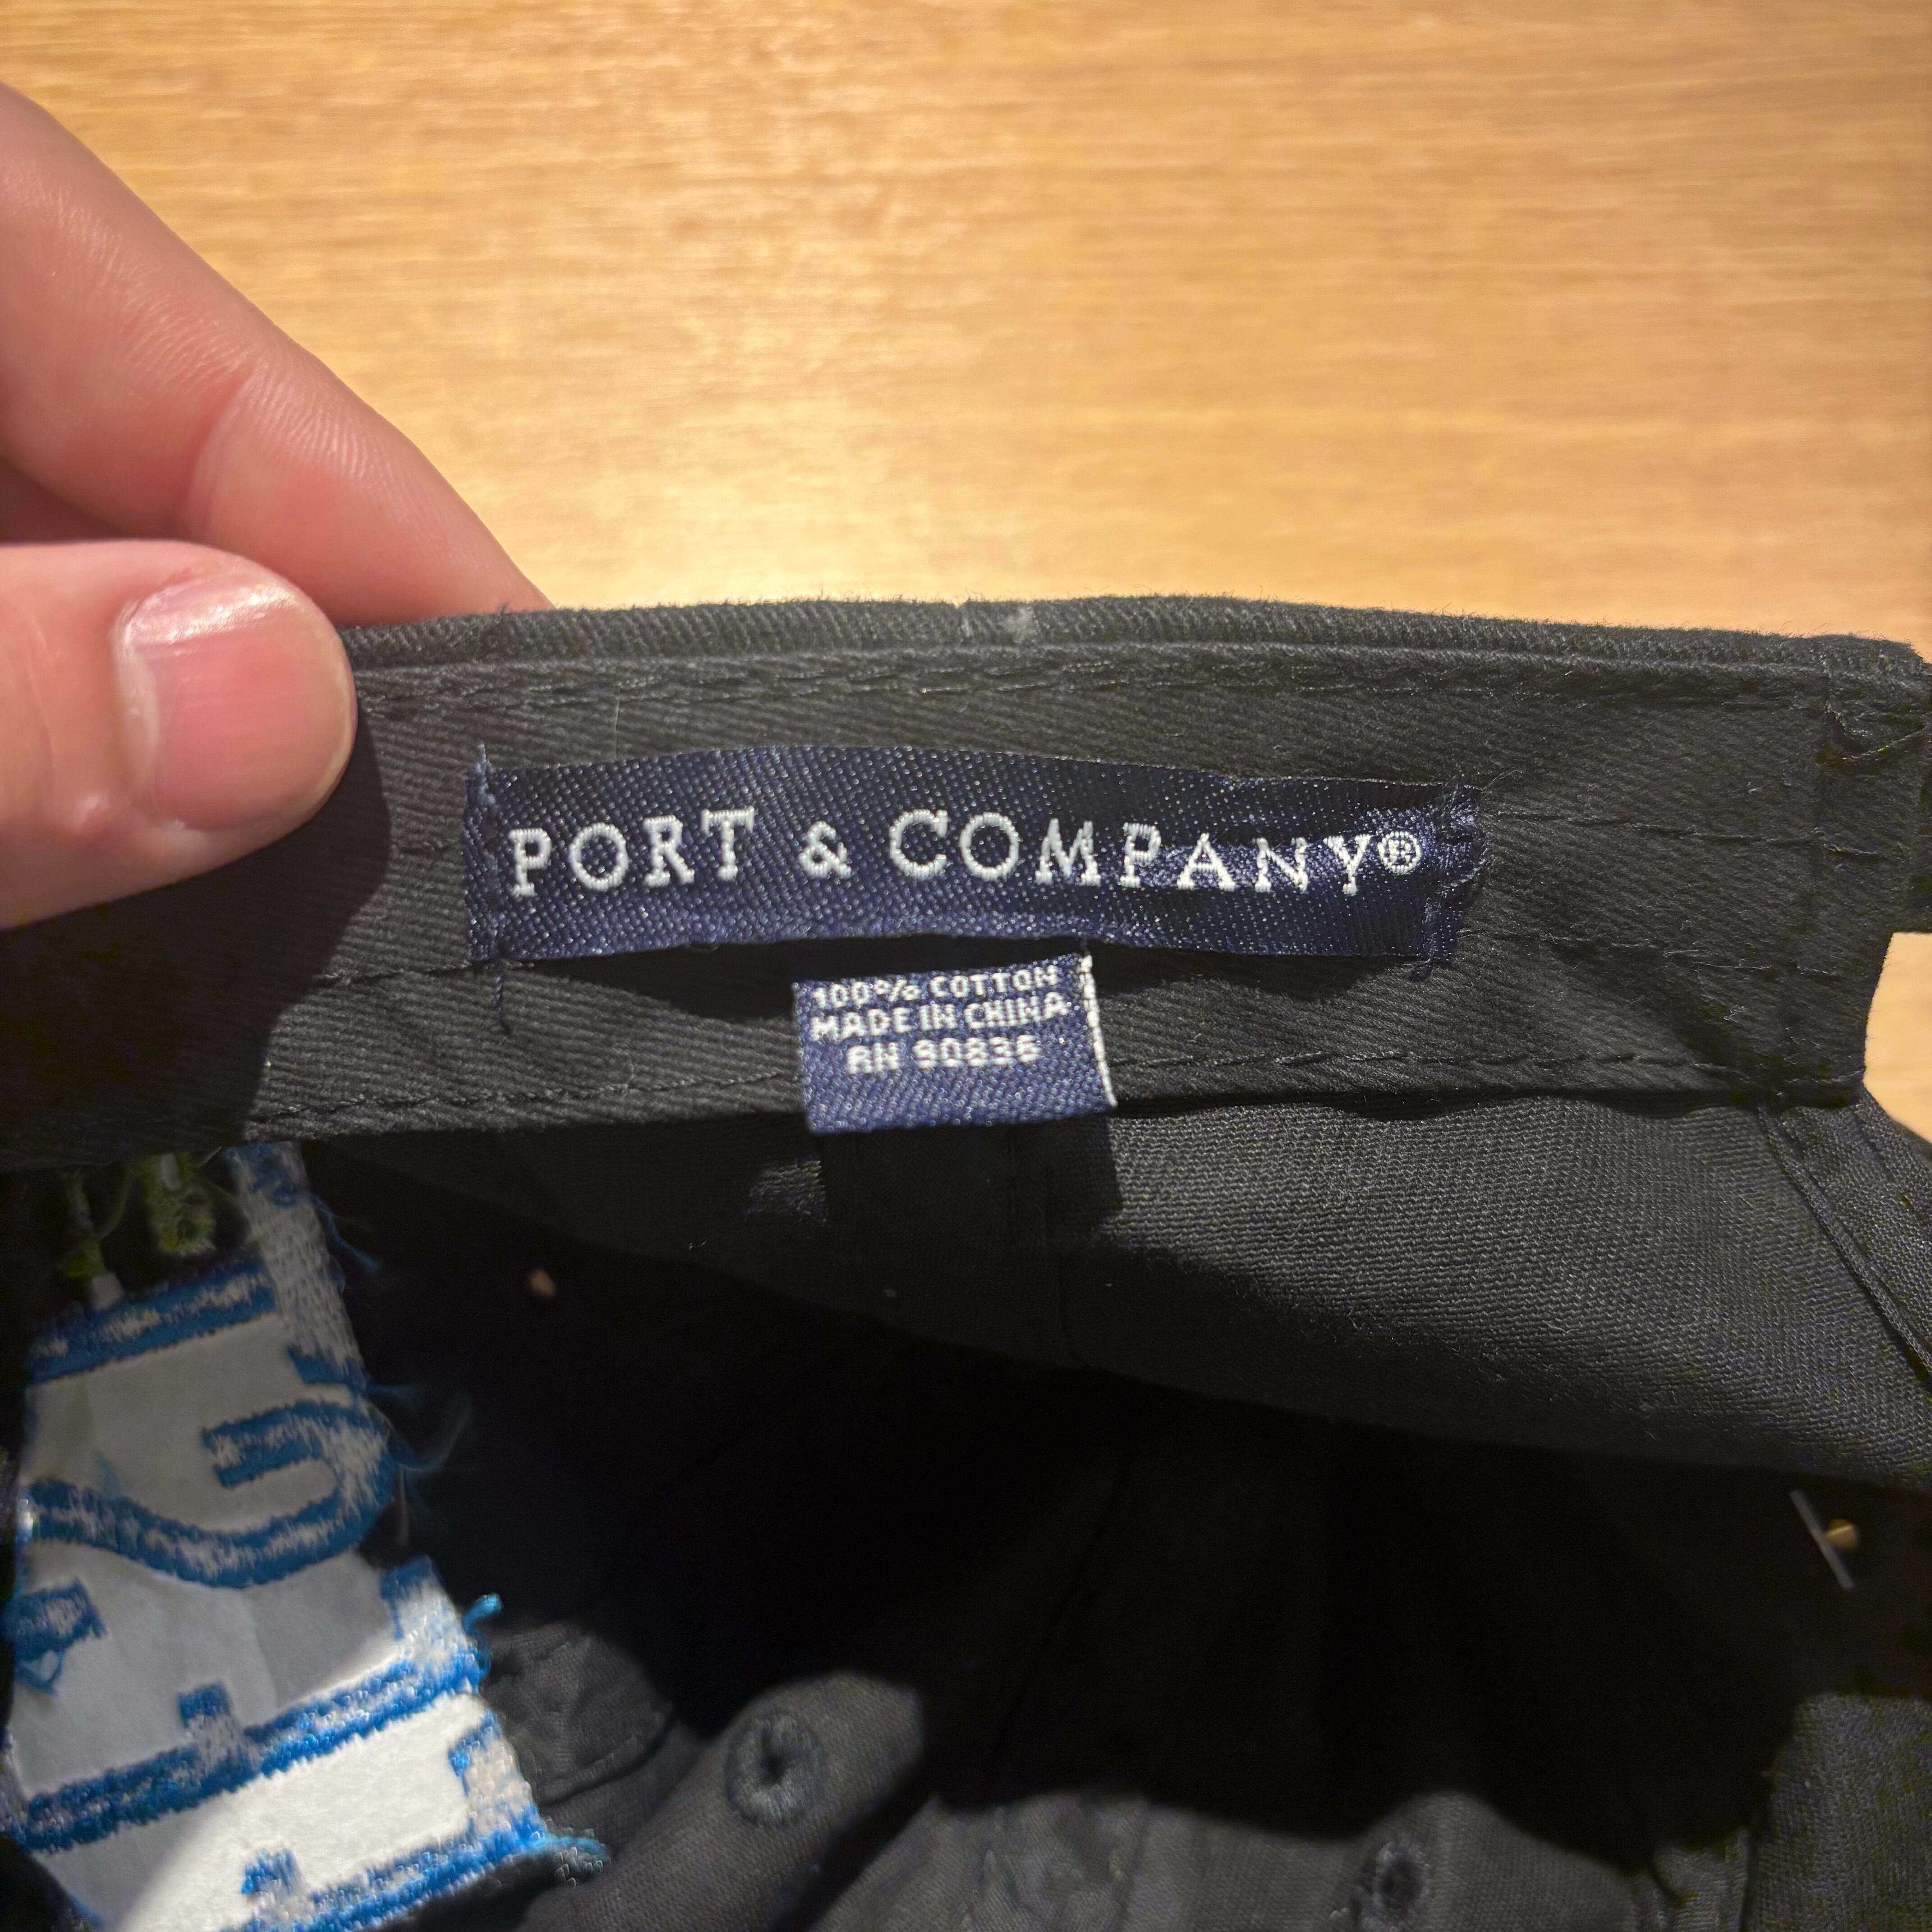 PORT & COMPANY®
100% COTTON
MADE IN CHINA
RN 90836